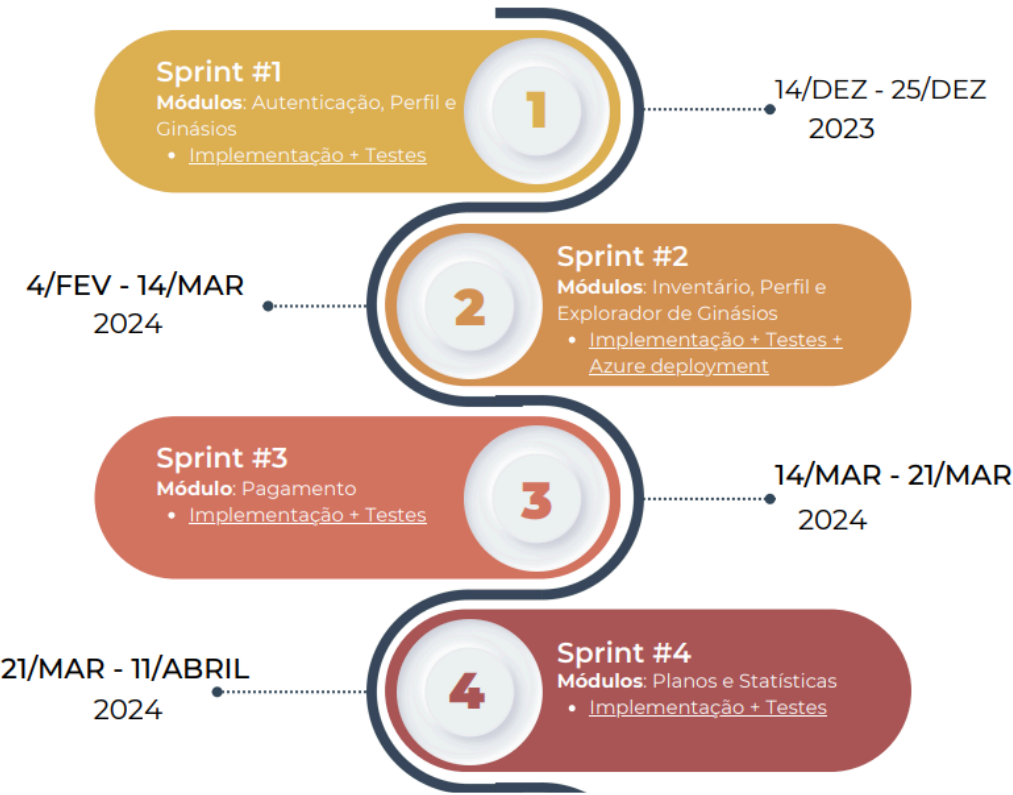 Sprint #1
Módulos: Autenticação, Perfil e
Ginásios
• Implementação + Testes
1
14/DEZ - 25/DEZ
2023
4/FEV - 14/MAR
2024
2
Sprint #2
Módulos: Inventário, Perfil e
Explorador de Ginásios
• Implementação + Testes +
Azure deployment
Sprint #3
Módulo: Pagamento
• Implementação + Testes
3
14/MAR - 21/MAR
2024
21/MAR - 11/ABRIL
2024
4
Sprint #4
Módulos: Planos e Statísticas
• Implementação + Testes